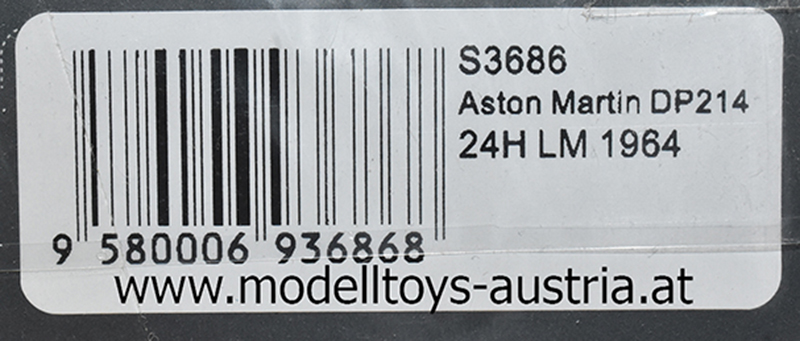 S3686
Aston Martin DP214
24H LM 1964
9 580006 936868
www.modelltoys-austria.at